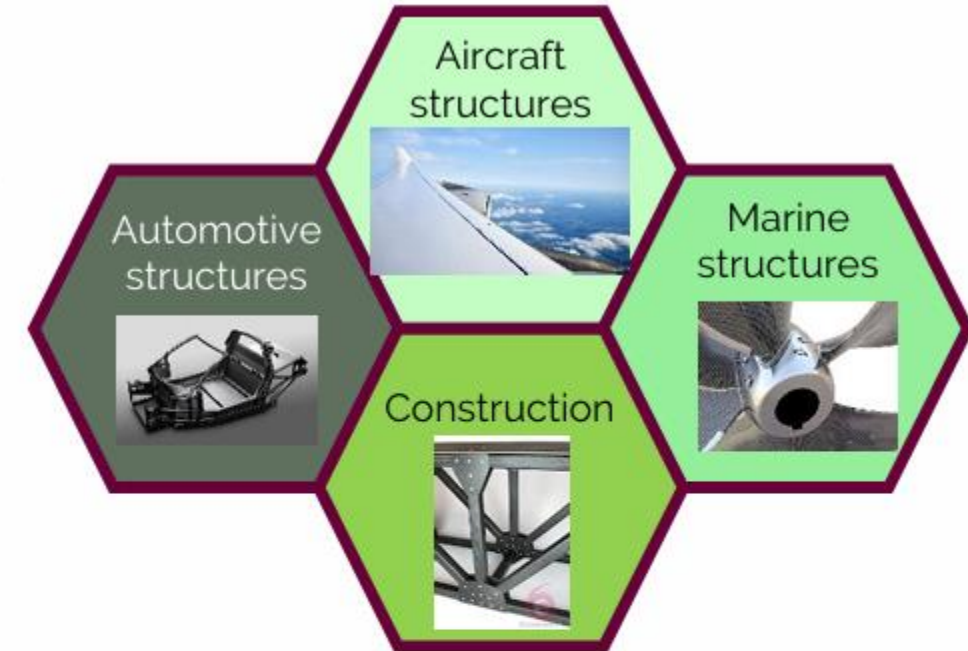 Aircraft
structures
Automotive
structures
Marine
structures
Construction